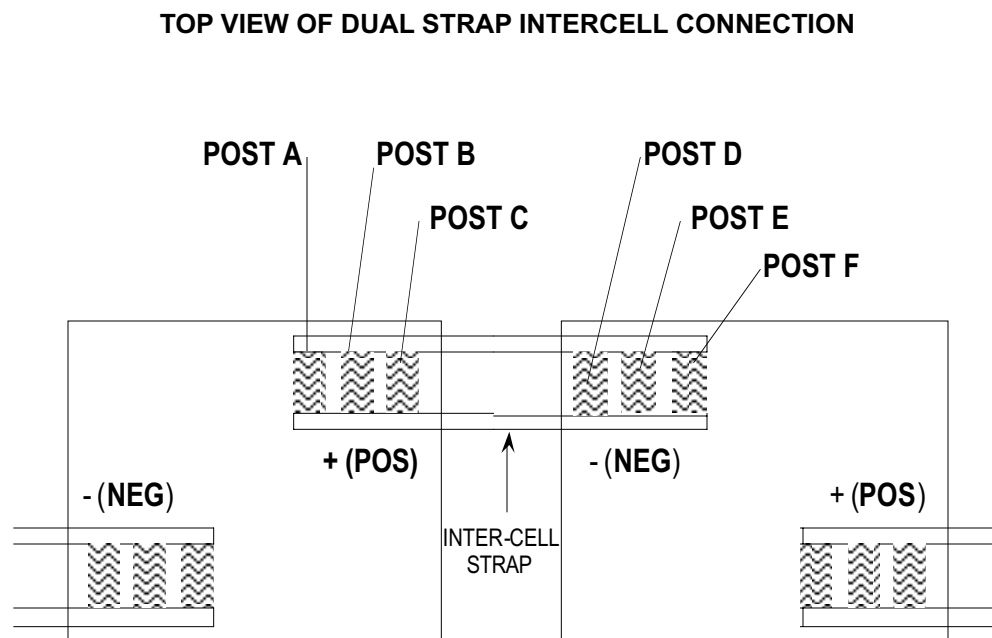 TOP VIEW OF DUAL STRAP INTERCELL CONNECTION
POST A
POST B
POST D
POST C
POST E
POST F
+ (POS)
- (NEG)
- (NEG)
+ (POS)
INTER-CELL
STRAP